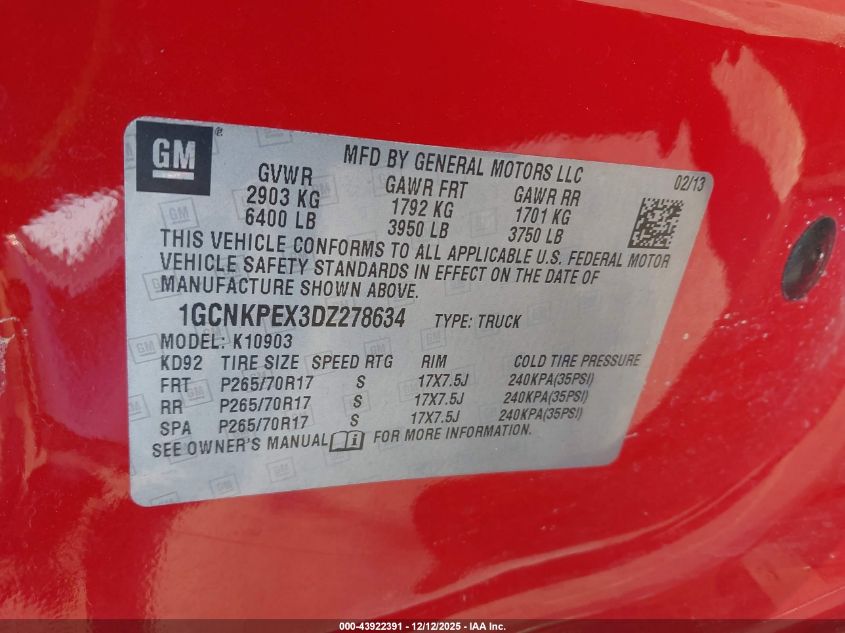 GM
MFD BY GENERAL MOTORS LLC
02/13
GVWR GAWR FRT GAWR RR
2903 KG 1792 KG 1701 KG
6400 LB 3950 LB 3750 LB
THIS VEHICLE CONFORMS TO ALL APPLICABLE U.S. FEDERAL MOTOR
VEHICLE SAFETY STANDARDS IN EFFECT ON THE DATE OF
MANUFACTURE SHOWN ABOVE.
1GCNKPEX3DZ278634 TYPE: TRUCK
MODEL: K10903
KD92 TIRE SIZE SPEED RTG RIM COLD TIRE PRESSURE
FRT P265/70R17 S 17X7.5J 240KPA(35PSI)
RR P265/70R17 S 17X7.5J 240KPA(35PSI)
SPA P265/70R17 S 17X7.5J 240KPA(35PSI)
SEE OWNER'S MANUAL i FOR MORE INFORMATION.
000-43922391 - 12/12/2025 - IAA Inc.